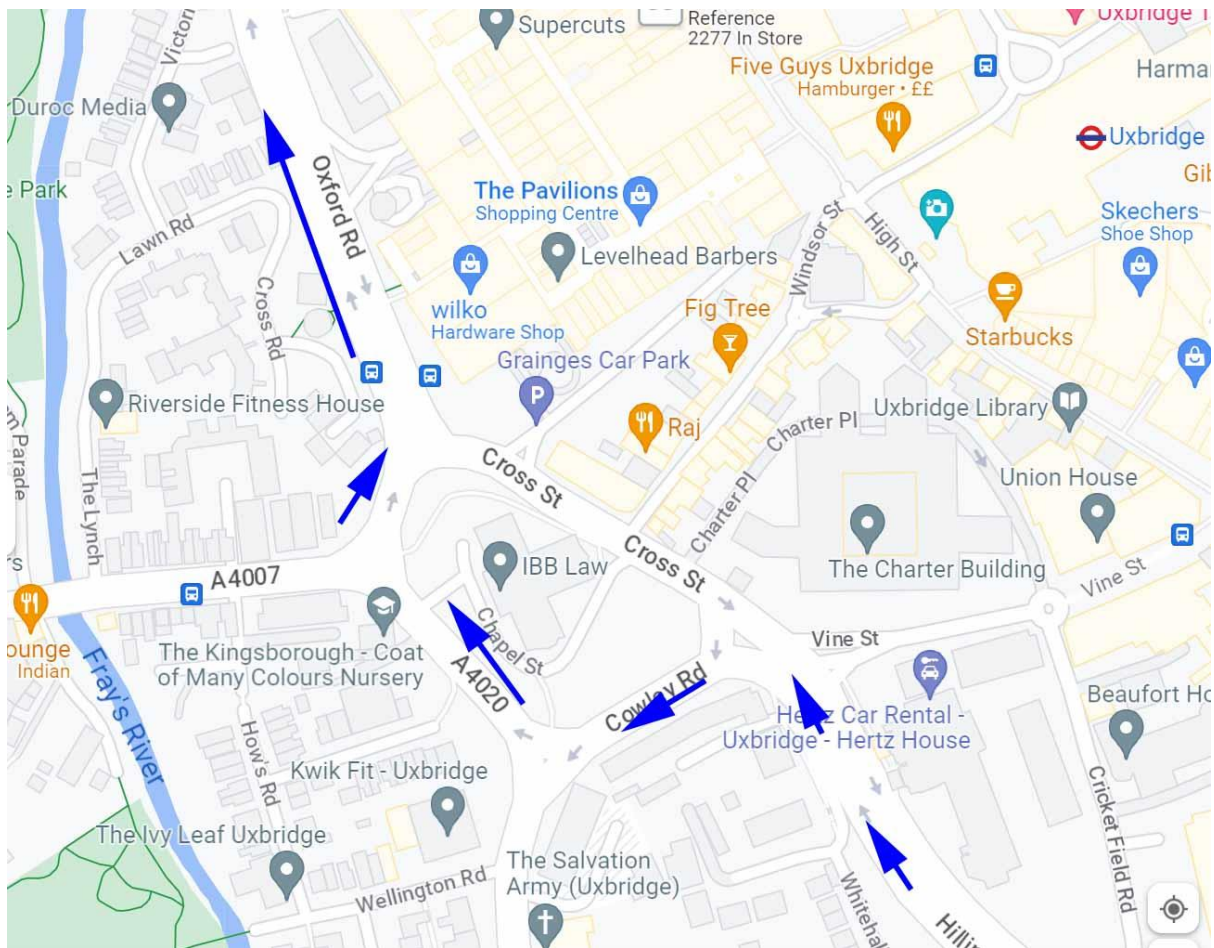 Supercuts
Reference
2277 In Store
Uxbridge
Five Guys Uxbridge
Hamburger • ££
Victor
Duroc Media
Harma
Uxbridge
Oxford Rd
e Park
The Pavilions
Shopping Centre
Gib
Skechers
Shoe Shop
Lawn Rd
Windsor St
High St
Levelhead Barbers
Cross Rd
wilko
Hardware Shop
Fig Tree
Starbucks
Grainges Car Park
P
Riverside Fitness House
Uxbridge Library
Raj
Charter Pl
m Parade
The Lynch
Cross St
Union House
Charter Pl
rs
A4007
IBB Law
Cross St
The Charter Building
Vine St
Chapel St
Vine St
ounge
Indian
The Kingsborough - Coat
of Many Colours Nursery
A4020
Cowley Rd
Fray's River
Hertz Car Rental -
Uxbridge - Hertz House
Beaufort Ho
How's Rd
Kwik Fit - Uxbridge
Cricket Field Rd
The Ivy Leaf Uxbridge
The Salvation
Army (Uxbridge)
Wellington Rd
Whiteha
Hilli